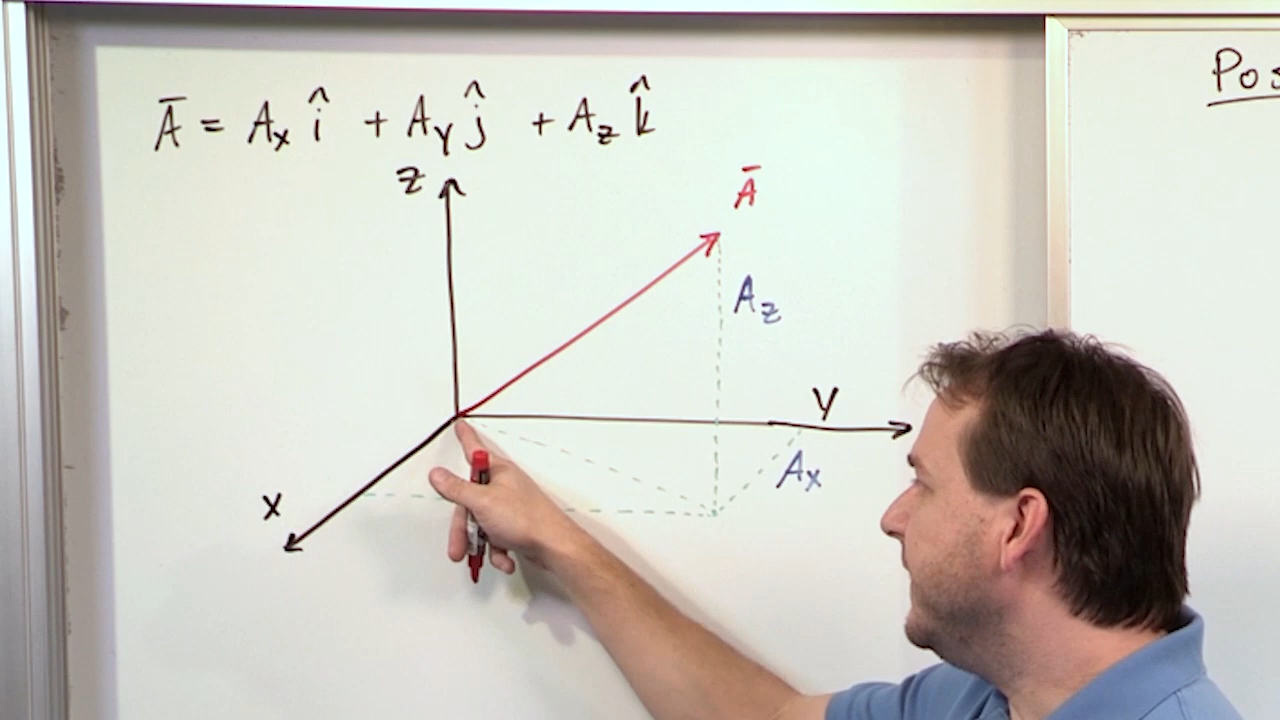 Ā = Aₓ î + Aᵧ ĵ + A_z k̂
Pos
Z
Ā
A_z
Y
Aₓ
X